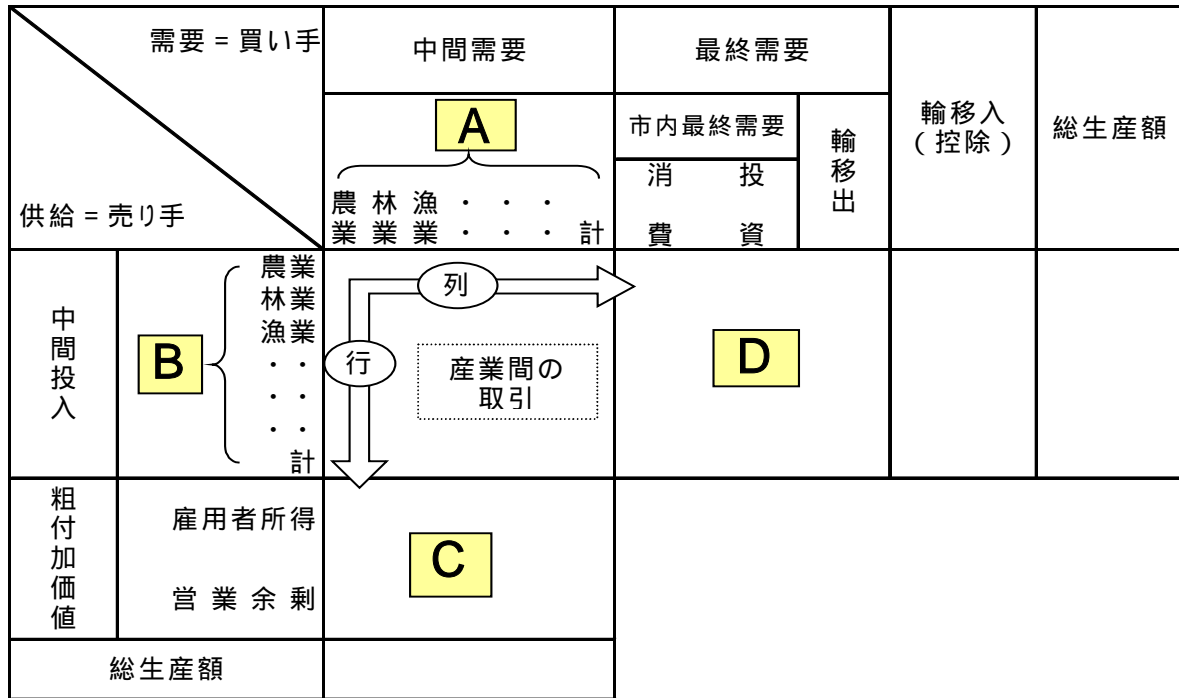 需要＝買い手
供給＝売り手
中間需要
最終需要
輸移入
（控除）
総生産額
A
市内最終需要
輸移出
消費
投資
農業
林業
漁業
・・
・・
・・
計
中間投入
B
農業
林業
漁業
・・
・・
・・
計
列
行
産業間の
取引
D
粗付加価値
雇用者所得
営業余剰
C
総生産額